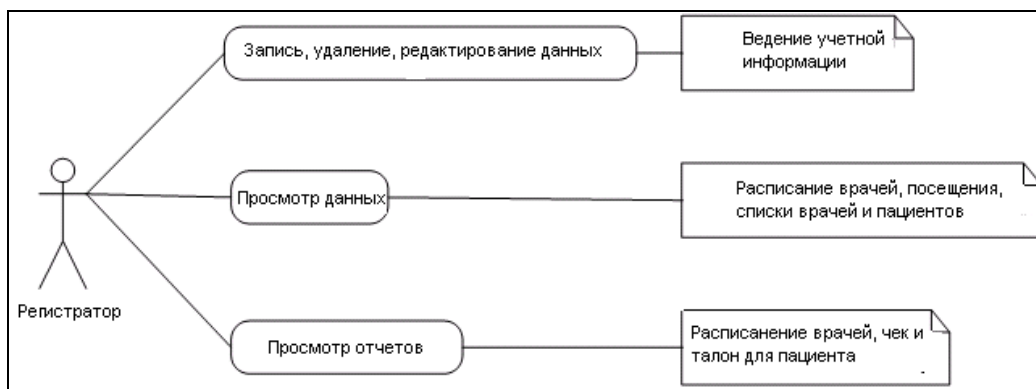 Запись, удаление, редактирование данных
Ведение учетной
информации
Просмотр данных
Расписание врачей, посещения,
списки врачей и пациентов
Регистратор
Просмотр отчетов
Расписанение врачей, чек и
талон для пациента